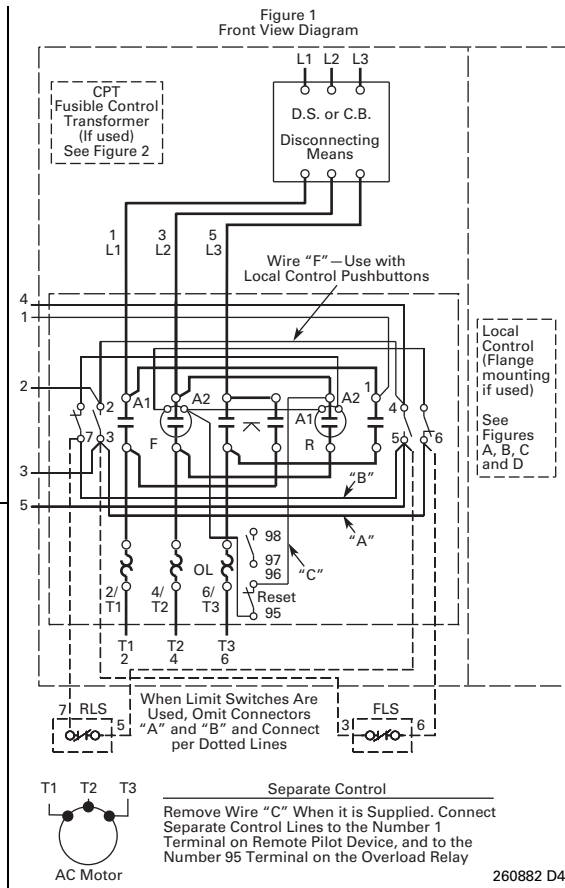 Figure 1
Front View Diagram
L1 L2 L3
CPT
Fusible Control
Transformer
(If used)
See Figure 2
D.S. or C.B.
Disconnecting
Means
1 3 5
L1 L2 L3
Wire “F”—Use with
Local Control Pushbuttons
4
1
Local
Control
(Flange
mounting
if used)
See
Figures
A, B, C
and D
2
2 A1 A2 A1 A2 1 4
7 3 F R 5 6
3
“B”
5
“A”
98
97
96
“C”
OL
Reset
95
2/ 4/ 6/
T1 T2 T3
T1 T2 T3
2 4 6
7 RLS 5
When Limit Switches Are
Used, Omit Connectors
“A” and “B” and Connect
per Dotted Lines
FLS
3 6
T1 T2 T3
AC Motor
Separate Control
Remove Wire “C” When it is Supplied. Connect
Separate Control Lines to the Number 1
Terminal on Remote Pilot Device, and to the
Number 95 Terminal on the Overload Relay
260882 D4